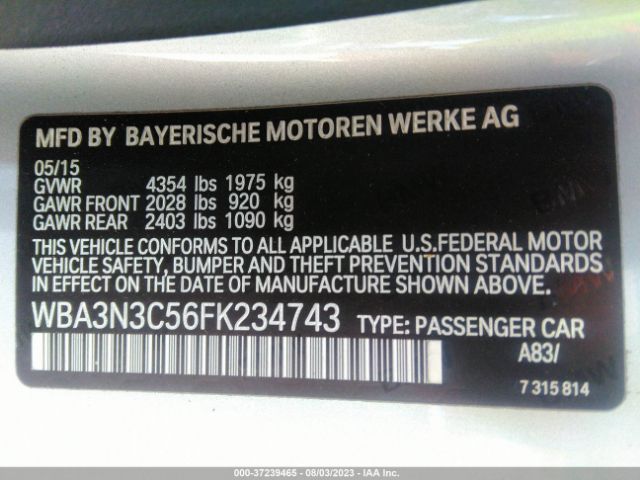 MFD BY BAYERISCHE MOTOREN WERKE AG
05/15
GVWR 4354 lbs 1975 kg
GAWR FRONT 2028 lbs 920 kg
GAWR REAR 2403 lbs 1090 kg
THIS VEHICLE CONFORMS TO ALL APPLICABLE U.S.FEDERAL MOTOR
VEHICLE SAFETY, BUMPER AND THEFT PREVENTION STANDARDS
IN EFFECT ON THE DATE OF MANUFACTURE SHOWN ABOVE.
WBA3N3C56FK234743 TYPE: PASSENGER CAR
A83/
7 315 814
000-37239465 - 08/03/2023 - IAA Inc.